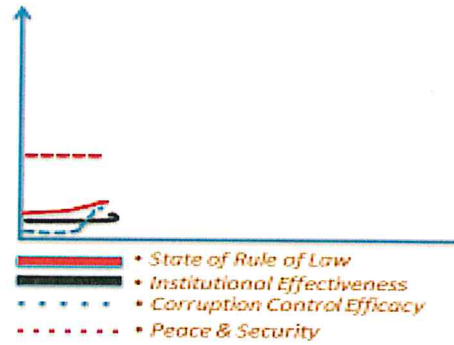 • State of Rule of Law
• Institutional Effectiveness
• Corruption Control Efficacy
• Peace & Security